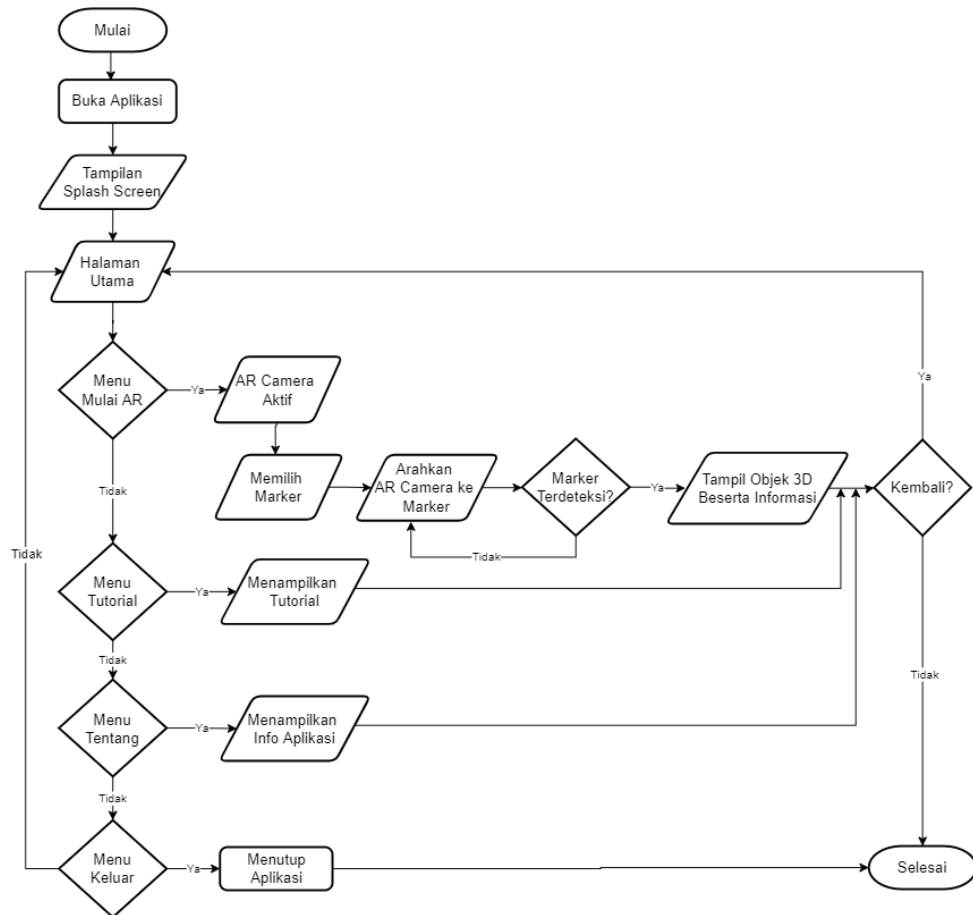 Mulai
Buka Aplikasi
Tampilan
Splash Screen
Halaman
Utama
Menu
Mulai AR
Ya
AR Camera
Aktif
Ya
Tidak
Memilih
Marker
Arahkan
AR Camera ke
Marker
Marker
Terdeteksi?
Ya
Tampil Objek 3D
Beserta Informasi
Kembali?
Tidak
Tidak
Menu
Tutorial
Ya
Menampilkan
Tutorial
Tidak
Tidak
Menu
Tentang
Ya
Menampilkan
Info Aplikasi
Tidak
Menu
Keluar
Ya
Menutup
Aplikasi
Selesai